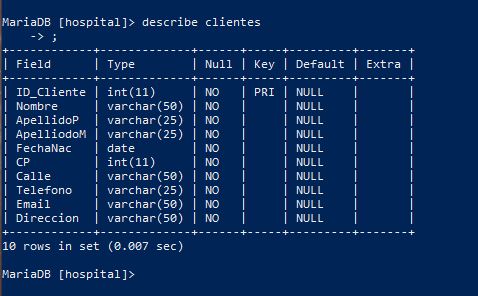 MariaDB [hospital]> describe clientes
    -> ;
+------------+-------------+------+-----+---------+-------+
| Field      | Type        | Null | Key | Default | Extra |
+------------+-------------+------+-----+---------+-------+
| ID_Cliente | int(11)     | NO   | PRI | NULL    |       |
| Nombre     | varchar(50) | NO   |     | NULL    |       |
| ApellidoP  | varchar(25) | NO   |     | NULL    |       |
| ApelliodoM | varchar(25) | NO   |     | NULL    |       |
| FechaNac   | date        | NO   |     | NULL    |       |
| CP         | int(11)     | NO   |     | NULL    |       |
| Calle      | varchar(50) | NO   |     | NULL    |       |
| Telefono   | varchar(25) | NO   |     | NULL    |       |
| Email      | varchar(50) | NO   |     | NULL    |       |
| Direccion  | varchar(50) | NO   |     | NULL    |       |
+------------+-------------+------+-----+---------+-------+
10 rows in set (0.007 sec)
MariaDB [hospital]>